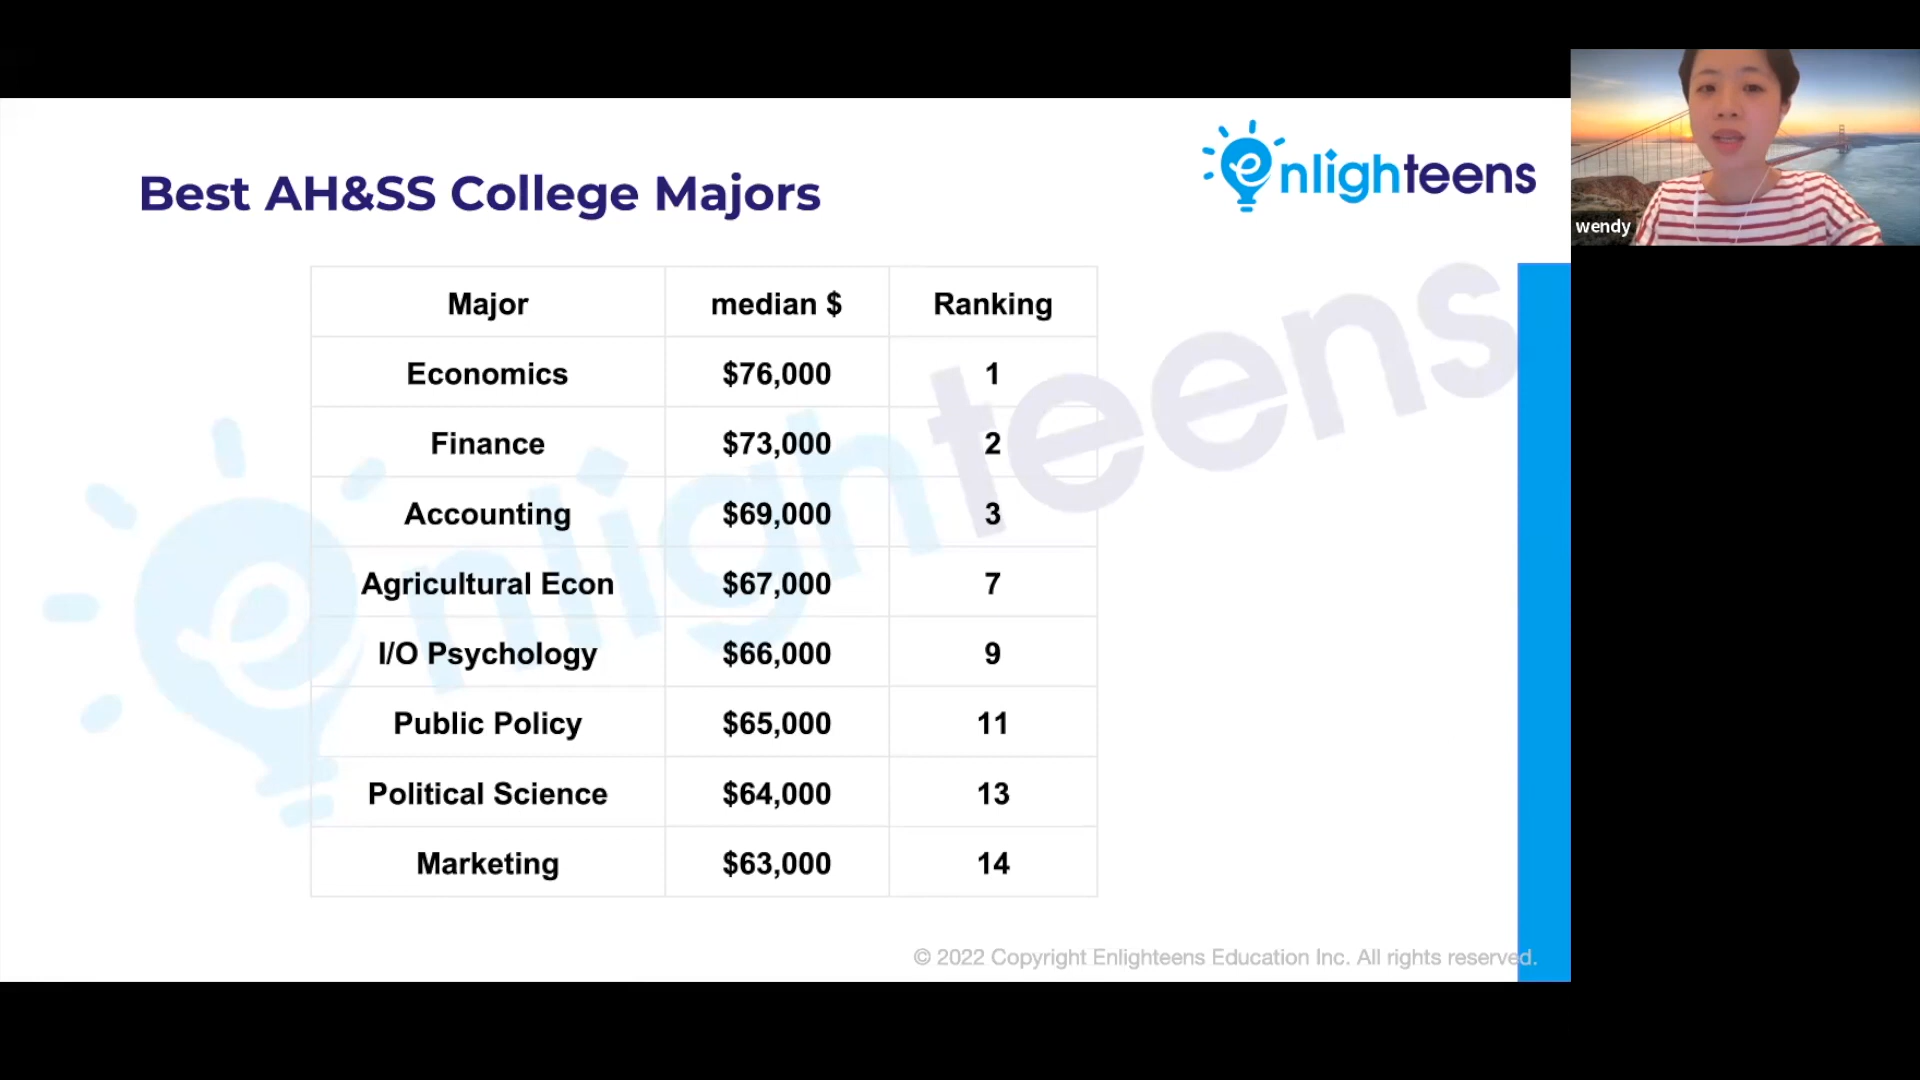 enlighteens
wendy
Best AH&SS College Majors
Major median $ Ranking
Economics $76,000 1
Finance $73,000 2
Accounting $69,000 3
Agricultural Econ $67,000 7
I/O Psychology $66,000 9
Public Policy $65,000 11
Political Science $64,000 13
Marketing $63,000 14
enlighteens
© 2022 Copyright Enlighteens Education Inc. All rights reserved.